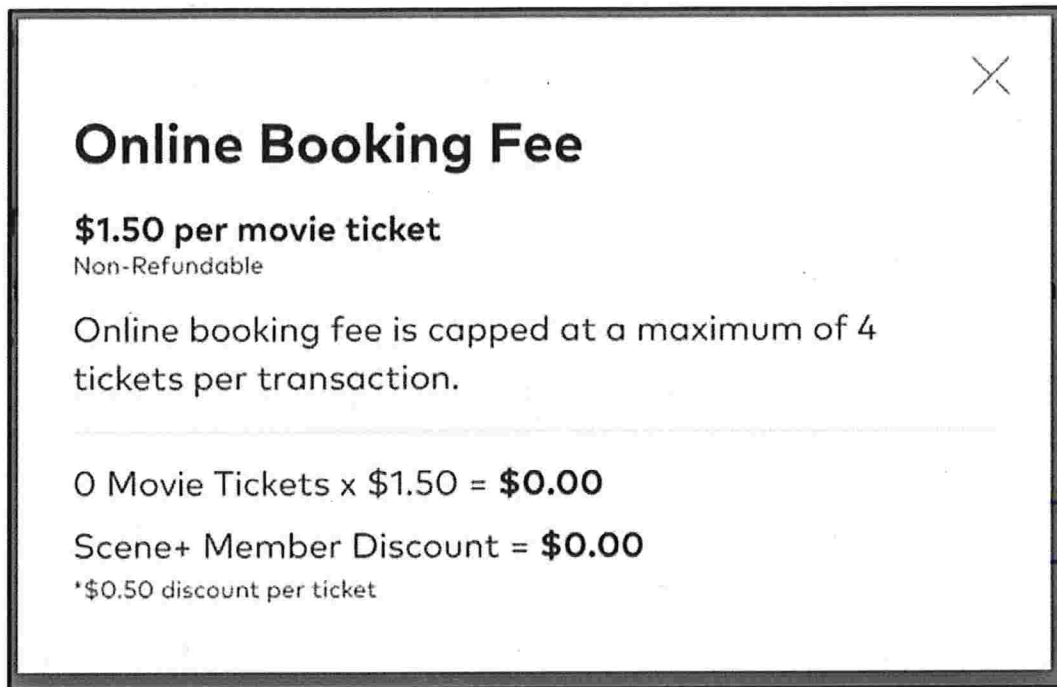 Online Booking Fee
$1.50 per movie ticket
Non-Refundable
Online booking fee is capped at a maximum of 4
tickets per transaction.
0 Movie Tickets x $1.50 = $0.00
Scene+ Member Discount = $0.00
*$0.50 discount per ticket